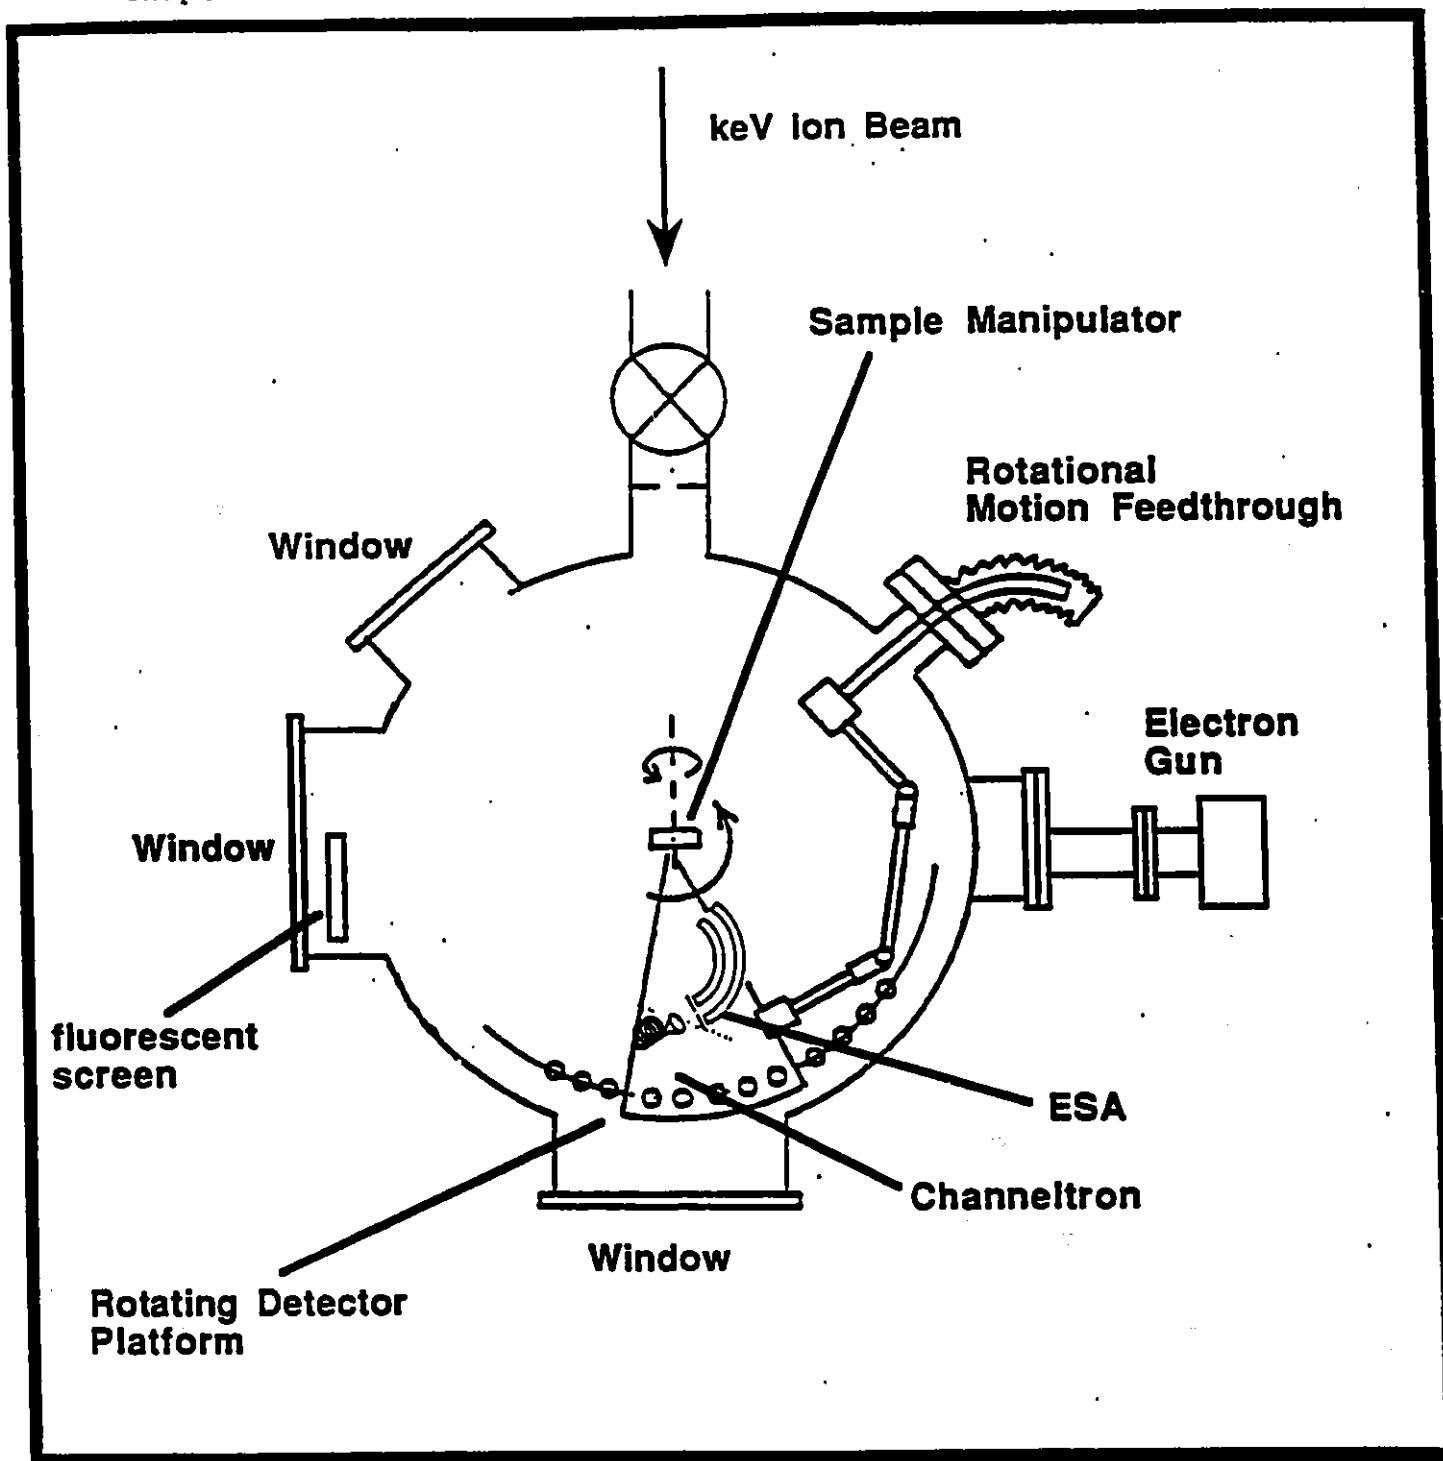 keV Ion Beam
Sample Manipulator
Rotational
Motion Feedthrough
Window
Electron
Gun
Window
fluorescent
screen
ESA
Channeltron
Window
Rotating Detector
Platform